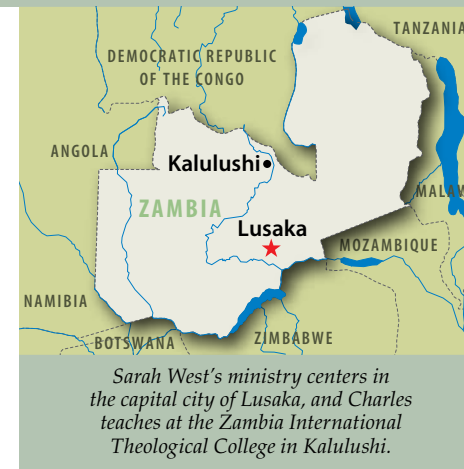 TANZANIA
DEMOCRATIC REPUBLIC
OF THE CONGO
ANGOLA
Kalulushi
MALAW
ZAMBIA
Lusaka
MOZAMBIQUE
NAMIBIA
BOTSWANA
ZIMBABWE
Sarah West's ministry centers in
the capital city of Lusaka, and Charles
teaches at the Zambia International
Theological College in Kalulushi.